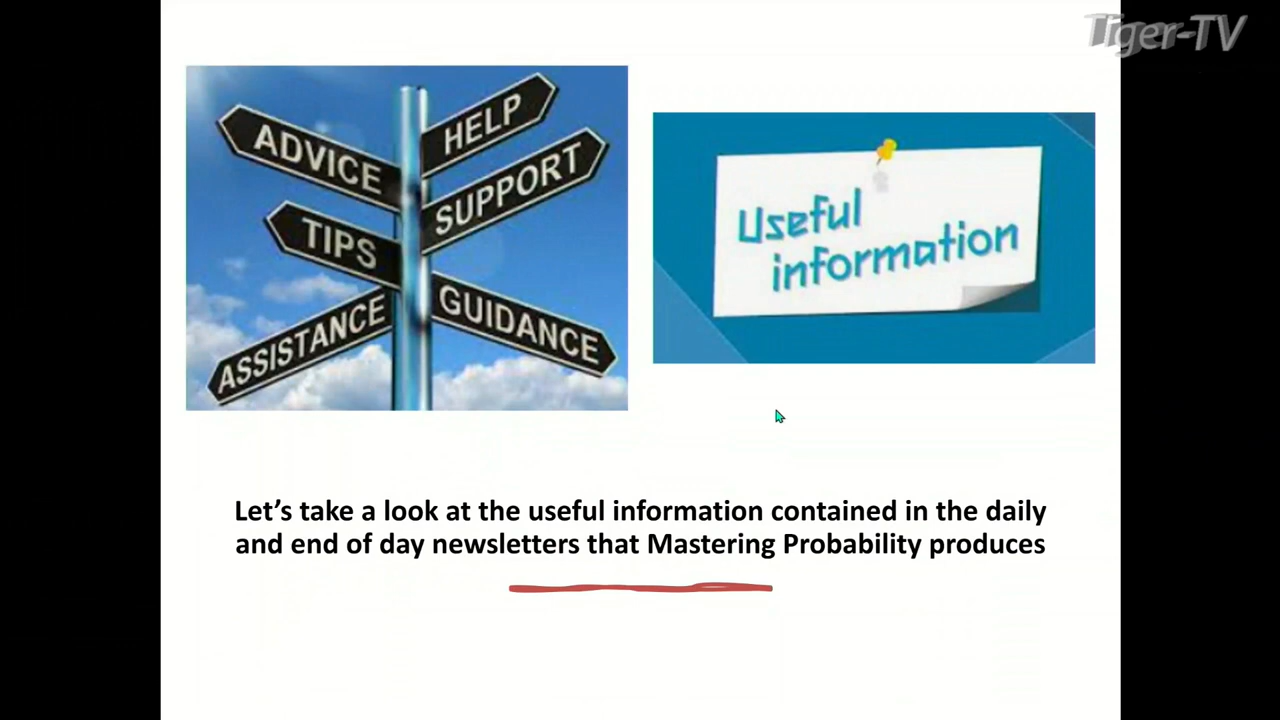 Tiger-TV
ADVICE
HELP
SUPPORT
TIPS
GUIDANCE
ASSISTANCE
Useful
information
Let’s take a look at the useful information contained in the daily
and end of day newsletters that Mastering Probability produces